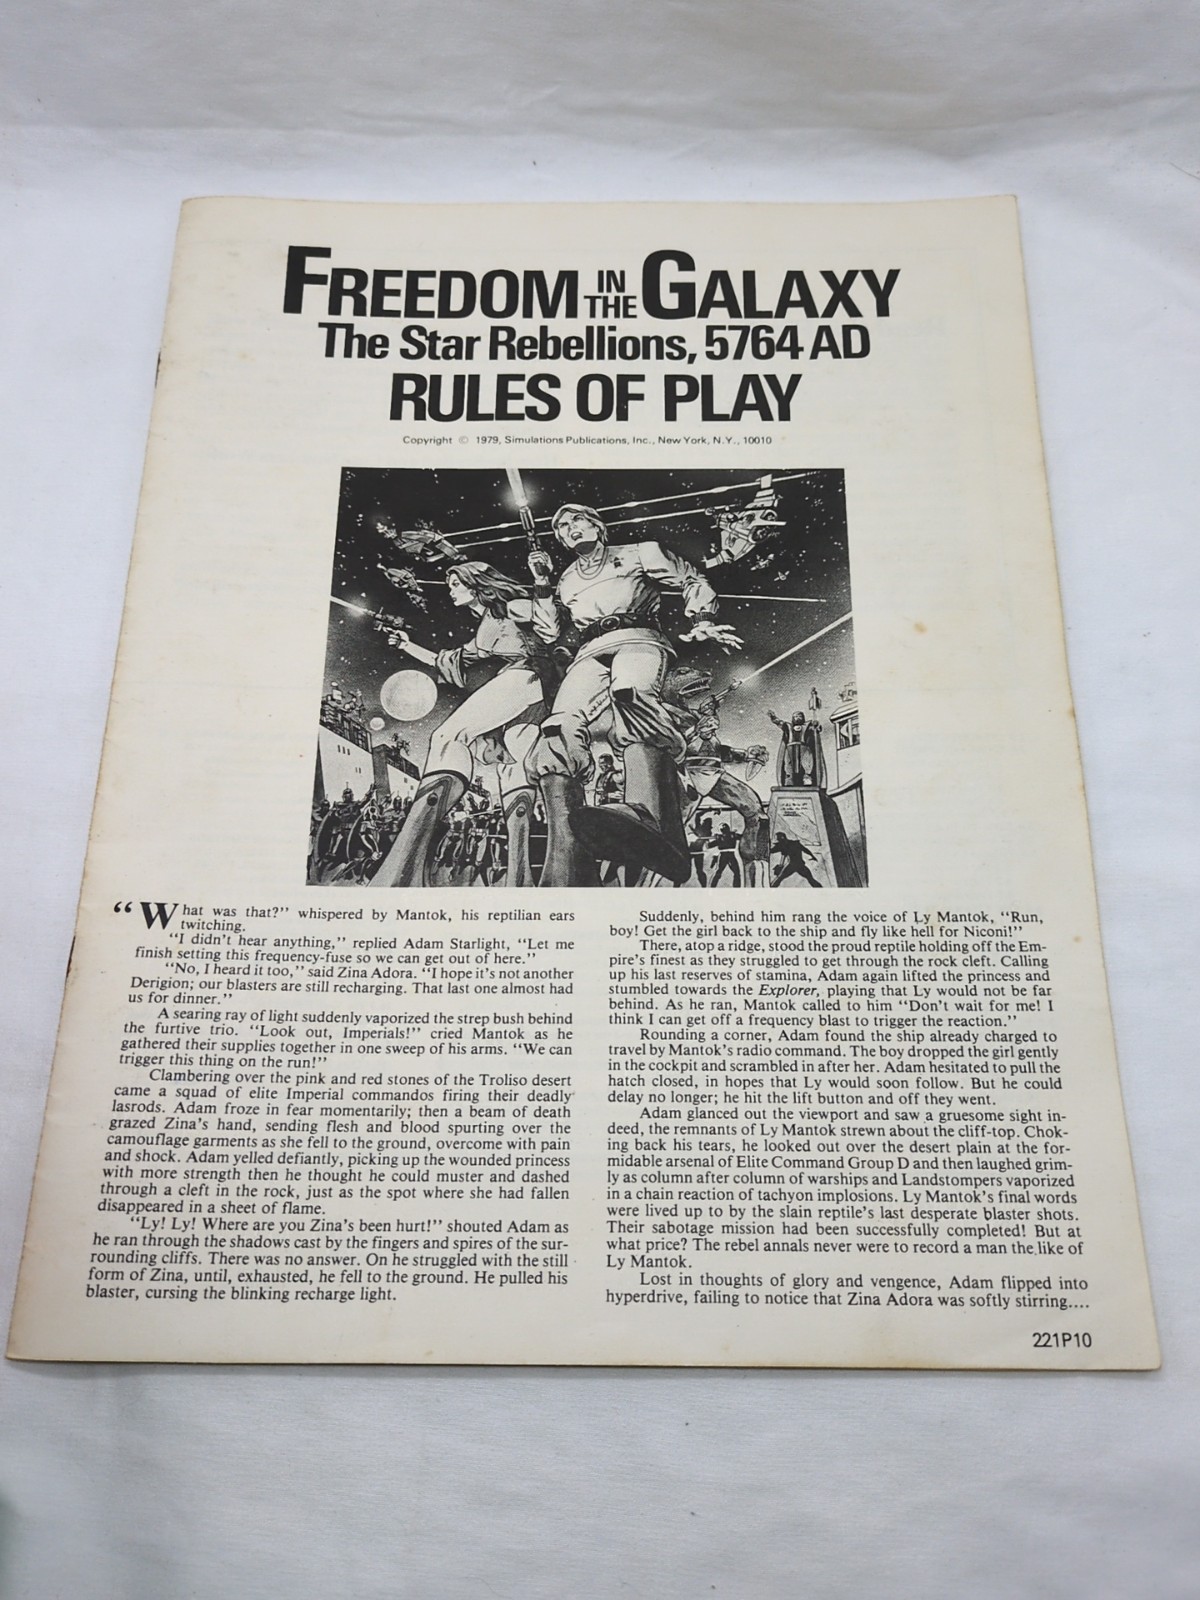 FREEDOM IN THE GALAXY
The Star Rebellions, 5764 AD
RULES OF PLAY
Copyright © 1979, Simulations Publications, Inc., New York, N.Y., 10010
“What was that?” whispered by Mantok, his reptilian ears
twitching.
“I didn’t hear anything,” replied Adam Starlight, “Let me
finish setting this frequency-fuse so we can get out of here.”
“No, I heard it too,” said Zina Adora. “I hope it’s not another
Derigion; our blasters are still recharging. That last one almost had
us for dinner.”
A searing ray of light suddenly vaporized the strep bush behind
the furtive trio. “Look out, Imperials!” cried Mantok as he
gathered their supplies together in one sweep of his arms. “We can
trigger this thing on the run!”
Clambering over the pink and red stones of the Troliso desert
came a squad of elite Imperial commandos firing their deadly
lasrods. Adam froze in fear momentarily; then a beam of death
grazed Zina’s hand, sending flesh and blood spurting over the
camouflage garments as she fell to the ground, overcome with pain
and shock. Adam yelled defiantly, picking up the wounded princess
with more strength then he thought he could muster and dashed
through a cleft in the rock, just as the spot where she had fallen
disappeared in a sheet of flame.
“Ly! Ly! Where are you Zina’s been hurt!” shouted Adam as
he ran through the shadows cast by the fingers and spires of the sur-
rounding cliffs. There was no answer. On he struggled with the still
form of Zina, until, exhausted, he fell to the ground. He pulled his
blaster, cursing the blinking recharge light.
Suddenly, behind him rang the voice of Ly Mantok, “Run,
boy! Get the girl back to the ship and fly like hell for Niconi!”
There, atop a ridge, stood the proud reptile holding off the Em-
pire’s finest as they struggled to get through the rock cleft. Calling
up his last reserves of stamina, Adam again lifted the princess and
stumbled towards the Explorer, playing that Ly would not be far
behind. As he ran, Mantok called to him “Don’t wait for me! I
think I can get off a frequency blast to trigger the reaction.”
Rounding a corner, Adam found the ship already charged to
travel by Mantok’s radio command. The boy dropped the girl gently
in the cockpit and scrambled in after her. Adam hesitated to pull the
hatch closed, in hopes that Ly would soon follow. But he could
delay no longer; he hit the lift button and off they went.
Adam glanced out the viewport and saw a gruesome sight in-
deed, the remnants of Ly Mantok strewn about the cliff-top. Chok-
ing back his tears, he looked out over the desert plain at the for-
midable arsenal of Elite Command Group D and then laughed grim-
ly as column after column of warships and Landstompers vaporized
in a chain reaction of tachyon implosions. Ly Mantok’s final words
were lived up to by the slain reptile’s last desperate blaster shots.
Their sabotage mission had been successfully completed! But at
what price? The rebel annals never were to record a man the like of
Ly Mantok.
Lost in thoughts of glory and vengence, Adam flipped into
hyperdrive, failing to notice that Zina Adora was softly stirring....
221P10